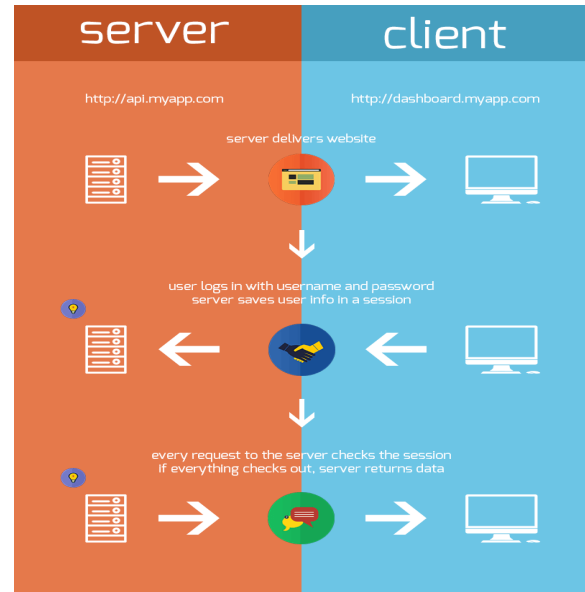 server
client
http://api.myapp.com
http://dashboard.myapp.com
server delivers website
user logs in with username and password
server saves user info in a session
every request to the server checks the session
if everything checks out, server returns data